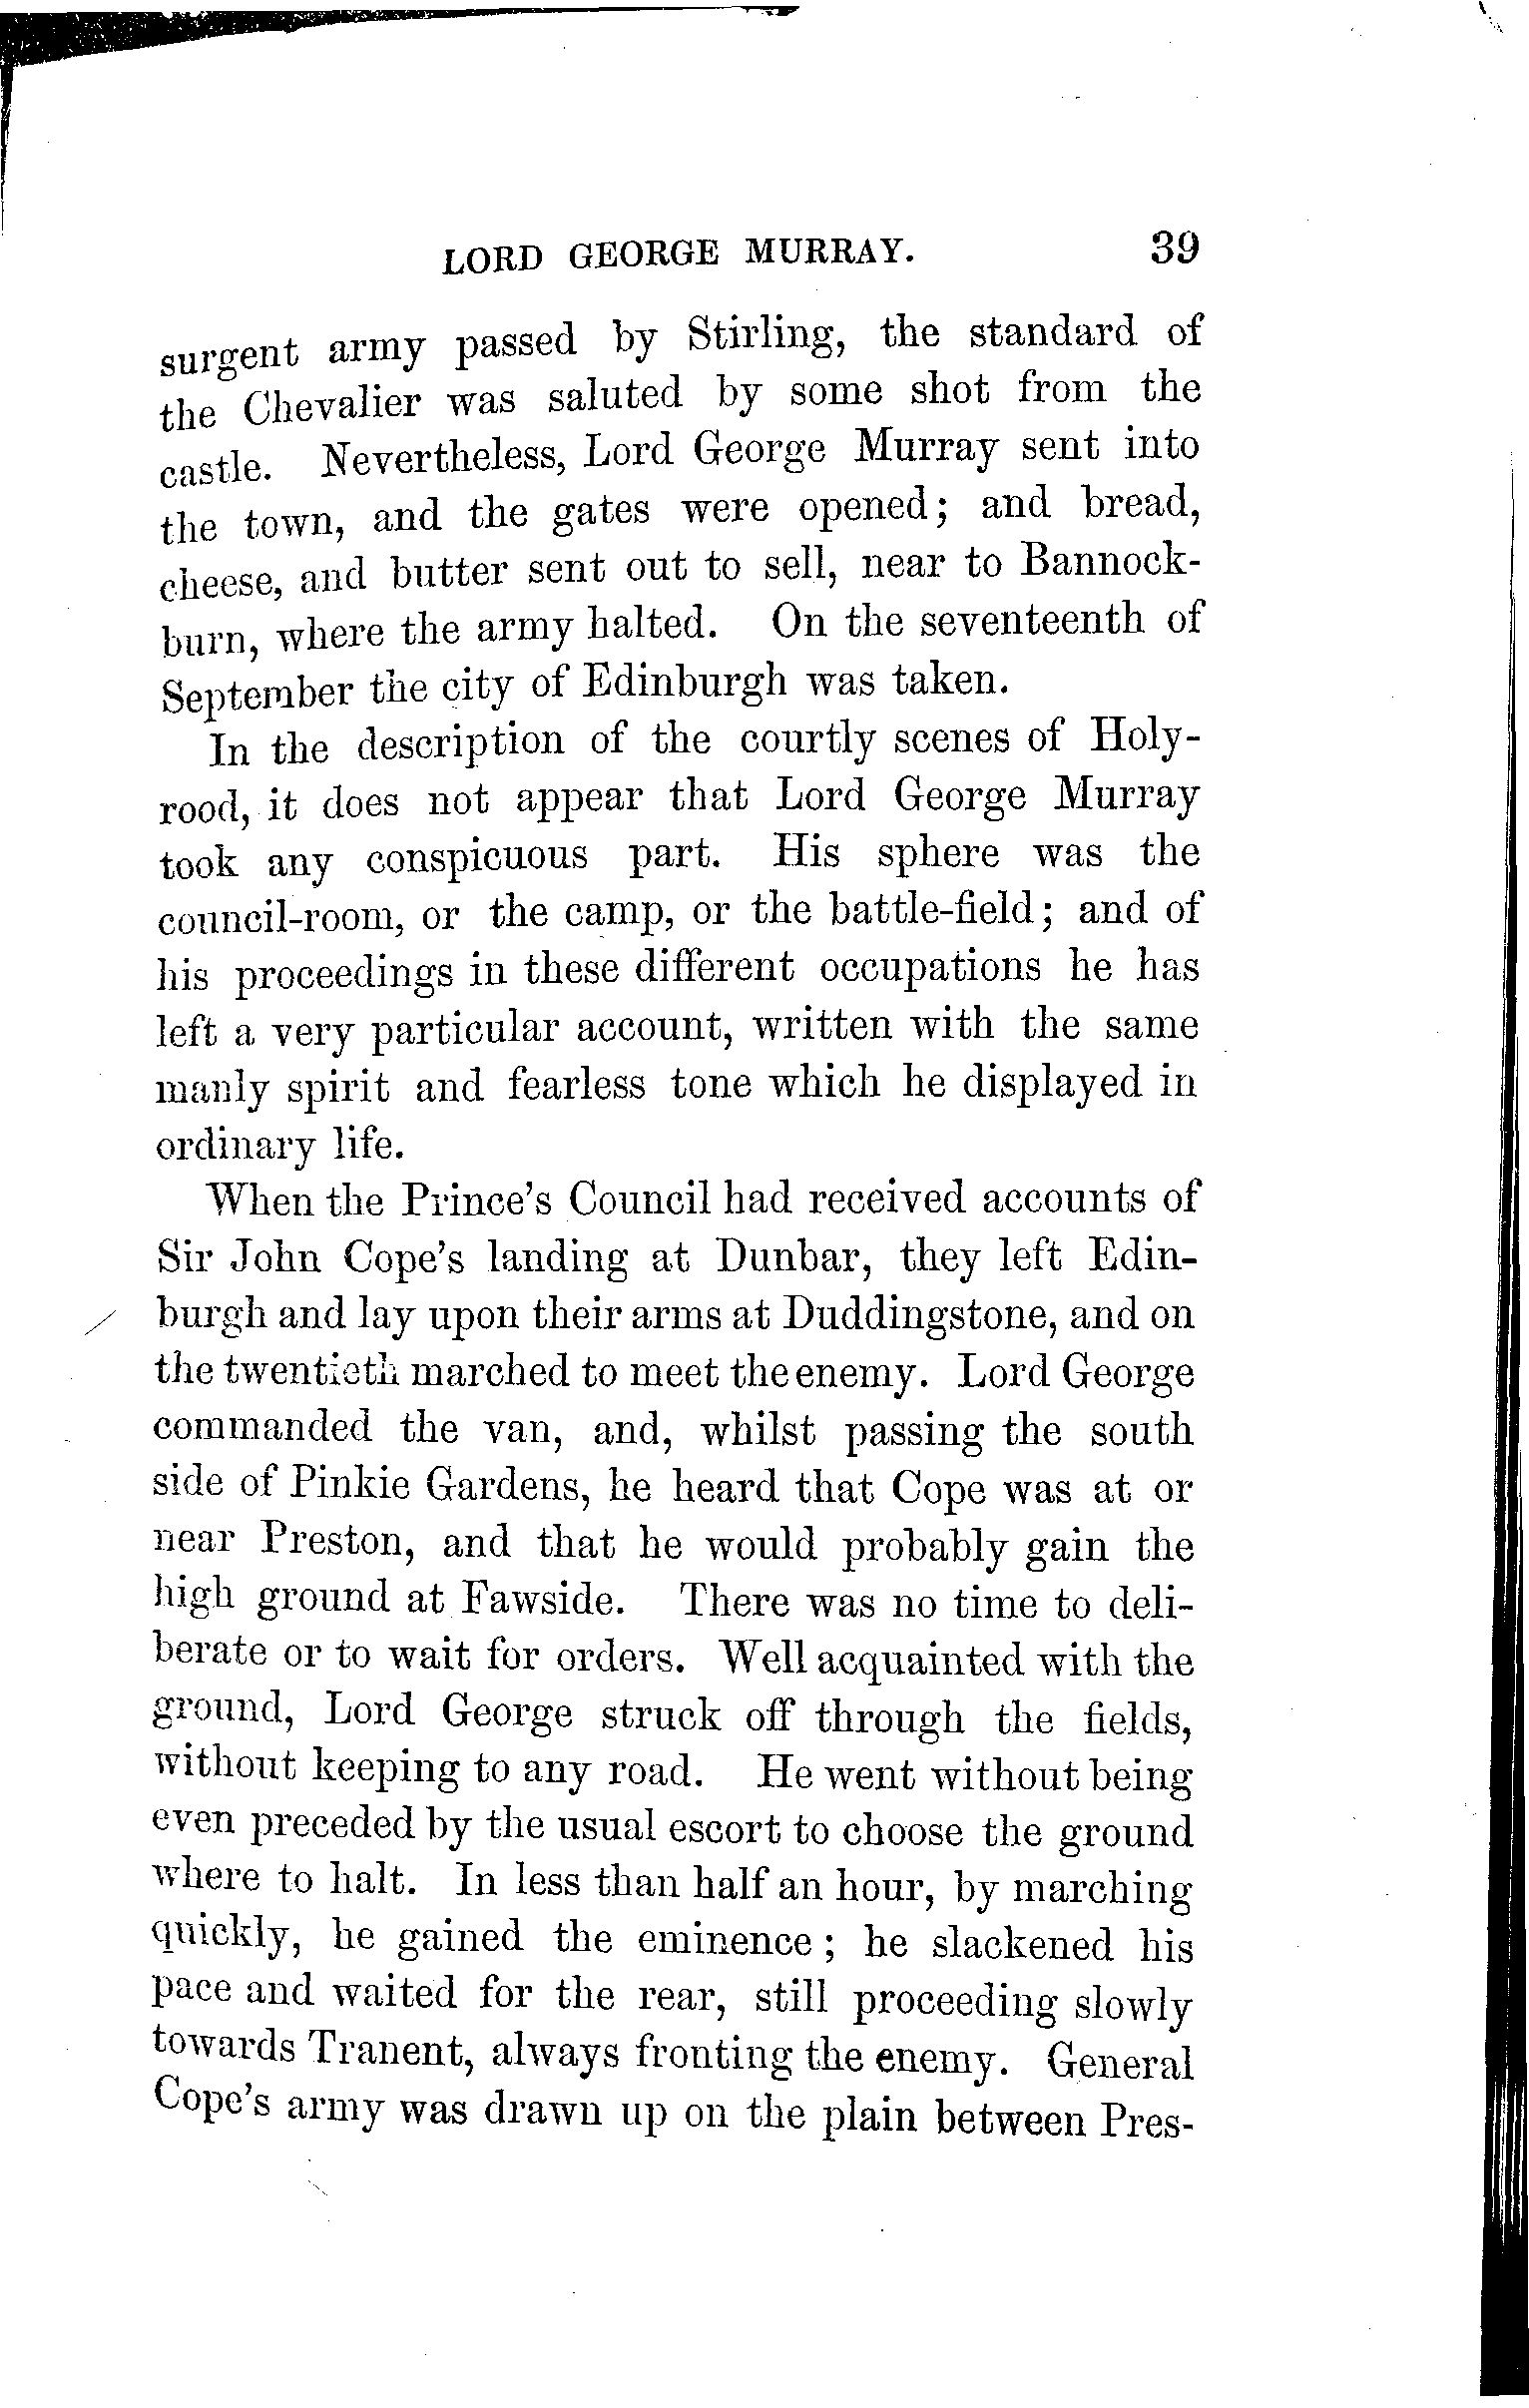 LORD GEORGE MURRAY. 39
surgent army passed by Stirling, the standard of
the Chevalier was saluted by some shot from the
castle. Nevertheless, Lord George Murray sent into
the town, and the gates were opened; and bread,
cheese, and butter sent out to sell, near to Bannock-
burn, where the army halted. On the seventeenth of
September the city of Edinburgh was taken.
In the description of the courtly scenes of Holy-
rood, it does not appear that Lord George Murray
took any conspicuous part. His sphere was the
council-room, or the camp, or the battle-field; and of
his proceedings in these different occupations he has
left a very particular account, written with the same
manly spirit and fearless tone which he displayed in
ordinary life.
When the Prince's Council had received accounts of
Sir John Cope's landing at Dunbar, they left Edin-
burgh and lay upon their arms at Duddingstone, and on
the twentieth marched to meet the enemy. Lord George
commanded the van, and, whilst passing the south
side of Pinkie Gardens, he heard that Cope was at or
near Preston, and that he would probably gain the
high ground at Fawside. There was no time to deli-
berate or to wait for orders. Well acquainted with the
ground, Lord George struck off through the fields,
without keeping to any road. He went without being
even preceded by the usual escort to choose the ground
where to halt. In less than half an hour, by marching
quickly, he gained the eminence; he slackened his
pace and waited for the rear, still proceeding slowly
towards Tranent, always fronting the enemy. General
Cope's army was drawn up on the plain between Pres-